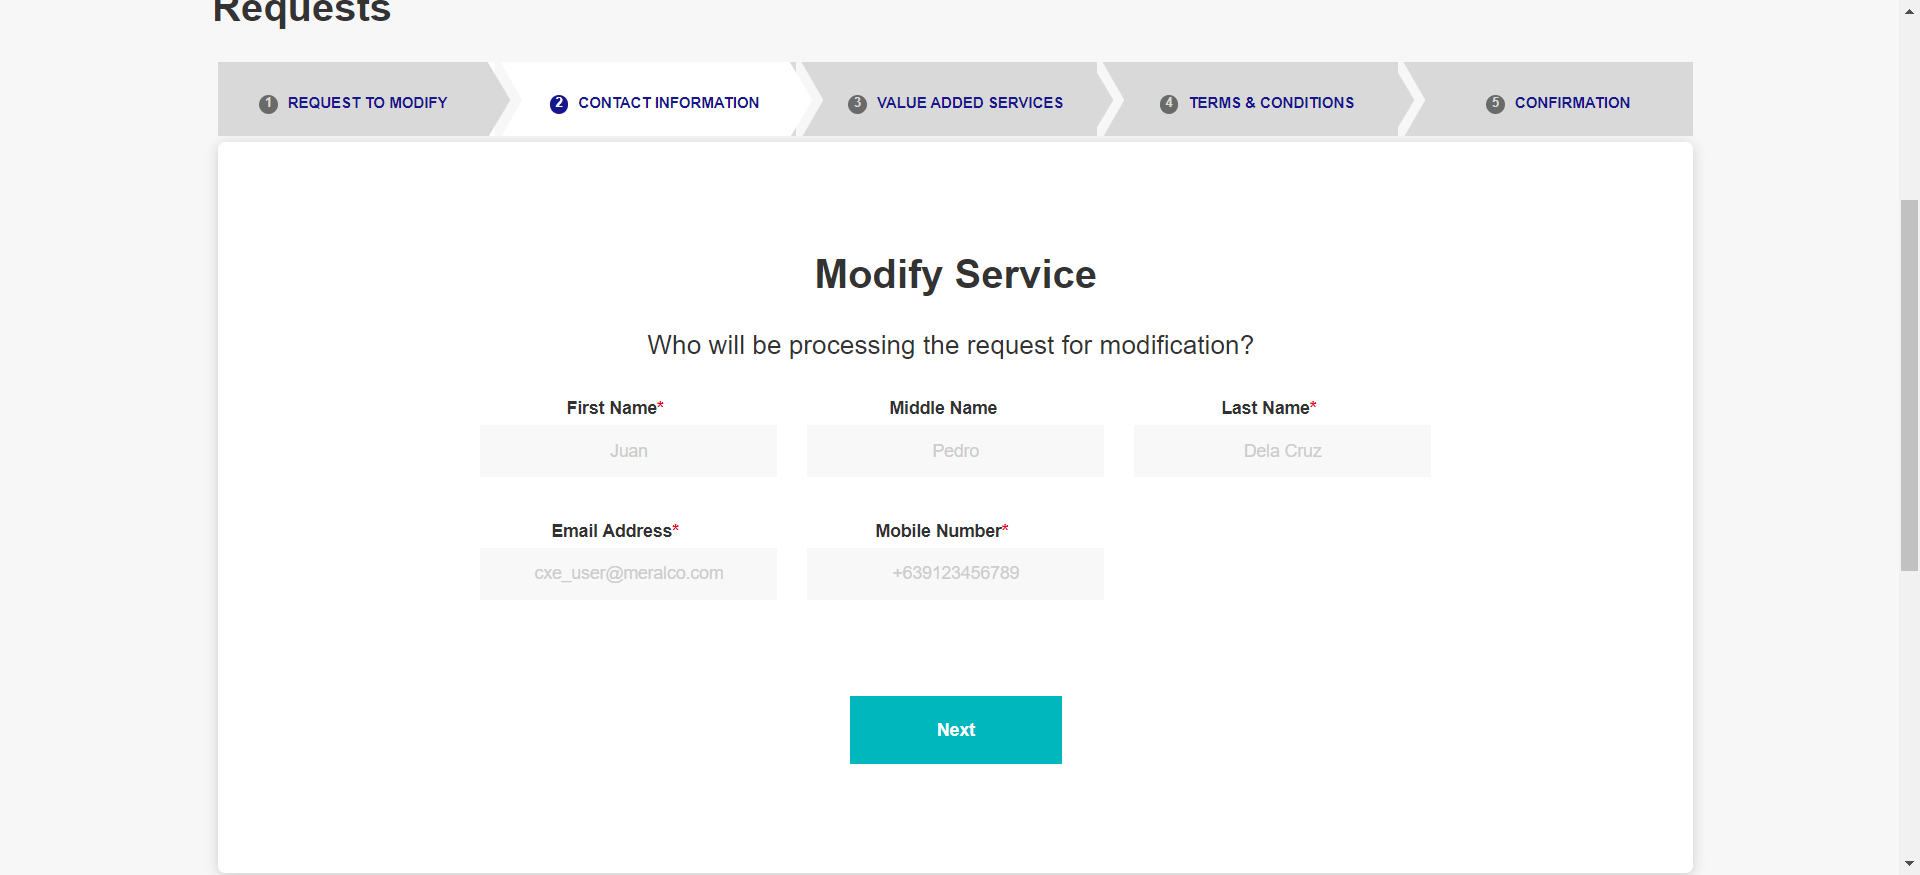 Requests
1 REQUEST TO MODIFY 2 CONTACT INFORMATION 3 VALUE ADDED SERVICES 4 TERMS & CONDITIONS 5 CONFIRMATION
Modify Service
Who will be processing the request for modification?
First Name* Middle Name Last Name*
Juan Pedro Dela Cruz
Email Address* Mobile Number*
cxe_user@meralco.com +639123456789
Next